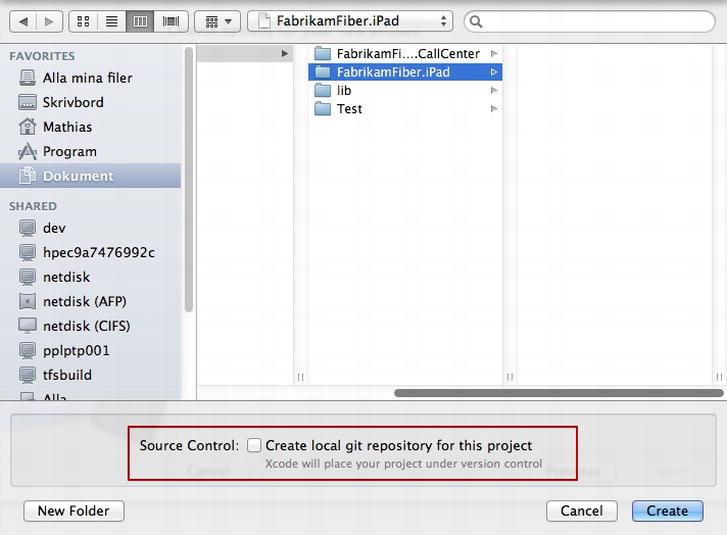 FabrikamFiber.iPad
FAVORITES
Alla mina filer
Skrivbord
Mathias
Program
Dokument
SHARED
dev
hpec9a7476992c
netdisk
netdisk (AFP)
netdisk (CIFS)
pplptp001
tfsbuild
Alla
FabrikamFi....CallCenter
FabrikamFiber.iPad
lib
Test
Source Control: Create local git repository for this project
Xcode will place your project under version control
Cancel
Previous
New Folder
Cancel
Create